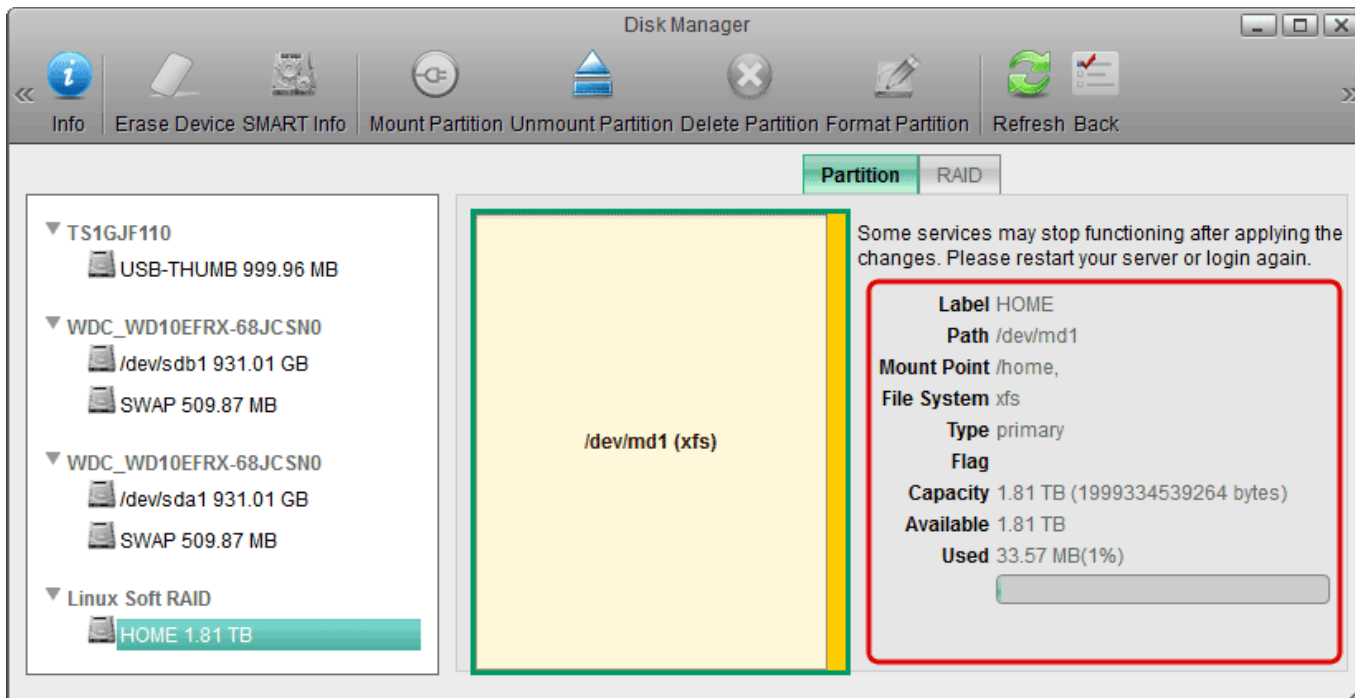 Disk Manager
Info Erase Device SMART Info Mount Partition Unmount Partition Delete Partition Format Partition Refresh Back
Partition RAID
TS1GJF110
USB-THUMB 999.96 MB
WDC_WD10EFRX-68JCSN0
/dev/sdb1 931.01 GB
SWAP 509.87 MB
WDC_WD10EFRX-68JCSN0
/dev/sda1 931.01 GB
SWAP 509.87 MB
Linux Soft RAID
HOME 1.81 TB
/dev/md1 (xfs)
Some services may stop functioning after applying the
changes. Please restart your server or login again.
Label HOME
Path /dev/md1
Mount Point /home,
File System xfs
Type primary
Flag
Capacity 1.81 TB (1999334539264 bytes)
Available 1.81 TB
Used 33.57 MB(1%)